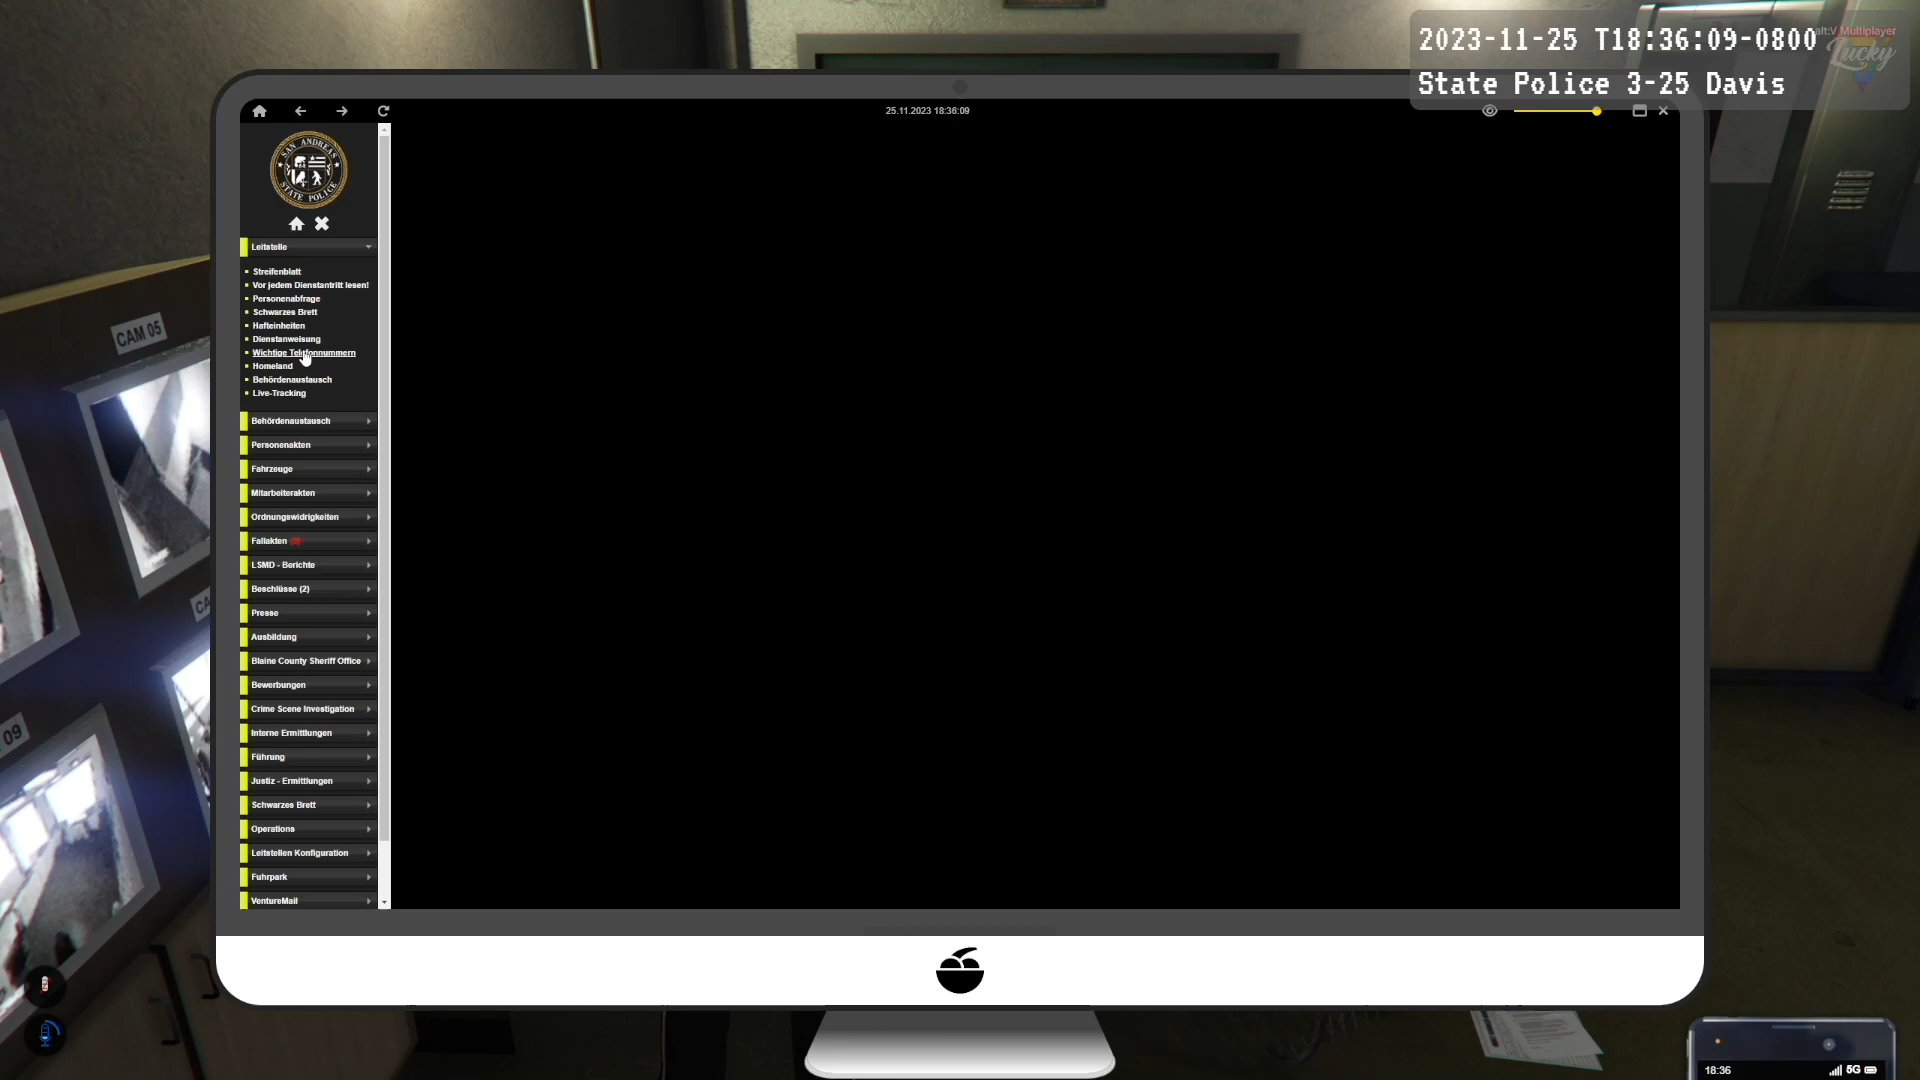 2023-11-25 T18:36:09-0800
alt:V Multiplayer
Lucky
State Police 3-25 Davis
25.11.2023 18:36:09
SAN ANDREAS
STATE POLICE
Leitstelle
Streifenblatt
Vor jedem Dienstantritt lesen!
Personenabfrage
Schwarzes Brett
Hafteinheiten
Dienstanweisung
Wichtige Telefonnummern
Homeland
Behördenaustausch
Live-Tracking
Behördenaustausch
Personenakten
Fahrzeuge
Mitarbeiterakten
Ordnungswidrigkeiten
Fallakten
LSMD - Berichte
Beschlüsse (2)
Presse
Ausbildung
Blaine County Sheriff Office
Bewerbungen
Crime Scene Investigation
Interne Ermittlungen
Führung
Justiz - Ermittlungen
Schwarzes Brett
Operations
Leitstellen Konfiguration
Fuhrpark
VentureMail
CAM 05
CA
09
18:36
5G